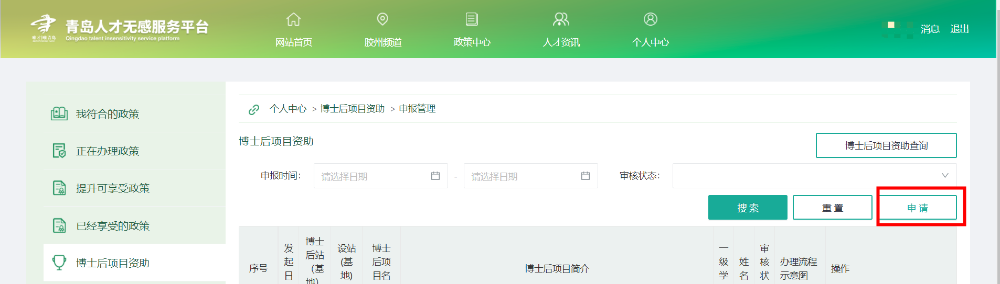 青岛人才无感服务平台
Qingdao talent insensitivity service platform
唯才|唯青岛
网站首页
胶州频道
政策中心
人才资讯
个人中心
消息 退出
我符合的政策
正在办理政策
提升可享受政策
已经享受的政策
博士后项目资助
个人中心 > 博士后项目资助 > 申报管理
博士后项目资助
博士后项目资助查询
申报时间: 请选择日期 - 请选择日期 审核状态:
搜 索
重 置
申 请
序号
发
起
日
博士
后站
（基
地）
设站
(基
地)
博士
后项
目名
博士后项目简介
一
级
学
姓
名
审
核
状
办理流程
示意图
操作